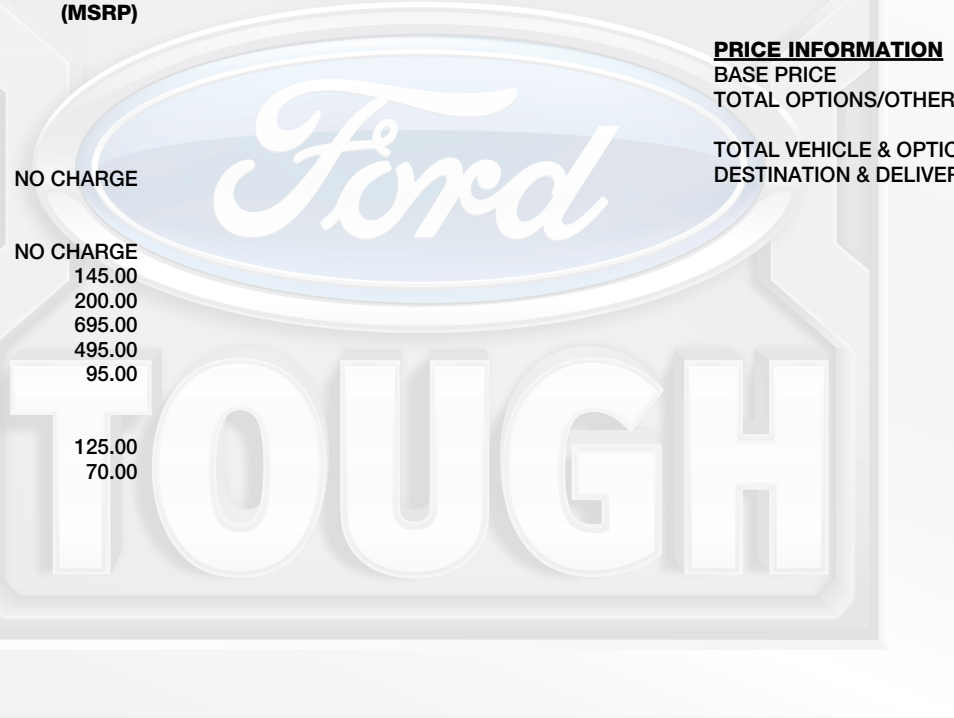 (MSRP)
NO CHARGE
NO CHARGE
145.00
200.00
695.00
495.00
95.00
125.00
70.00
PRICE INFORMATION
BASE PRICE
TOTAL OPTIONS/OTHER
TOTAL VEHICLE & OPTIO
DESTINATION & DELIVER
Ford
TOUGH